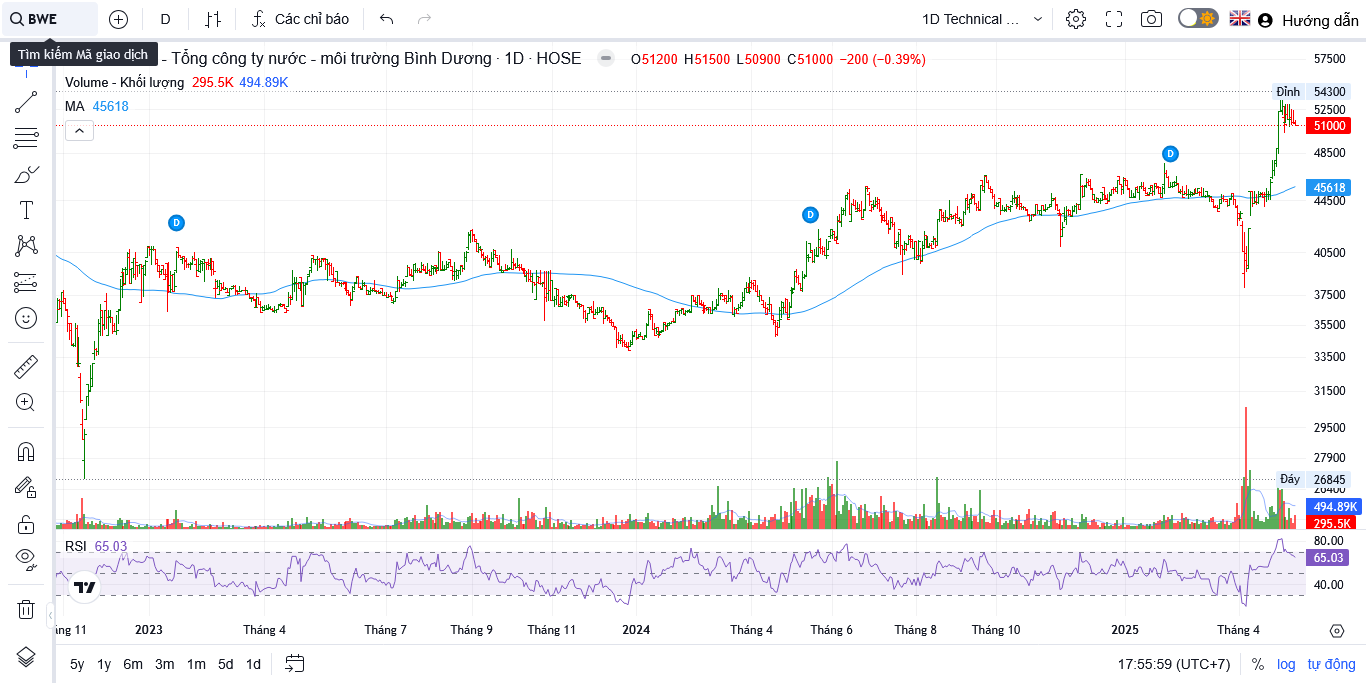 BWE
D
Các chỉ báo
1D Technical ...
Hướng dẫn
Tìm kiếm Mã giao dịch
- Tổng công ty nước - môi trường Bình Dương · 1D · HOSE
O51200 H51500 L50900 C51000 −200 (−0.39%)
Volume - Khối lượng 295.5K 494.89K
MA 45618
57500
Đỉnh 54300
52500
51000
48500
45618
44500
40500
37500
35500
33500
31500
29500
27900
Đáy 26845
26400
494.89K
295.5K
D
D
D
RSI 65.03
80.00
65.03
40.00
ng 11 2023 Tháng 4 Tháng 7 Tháng 9 Tháng 11 2024 Tháng 4 Tháng 6 Tháng 8 Tháng 10 2025 Tháng 4
5y 1y 6m 3m 1m 5d 1d
17:55:59 (UTC+7) % log tự động